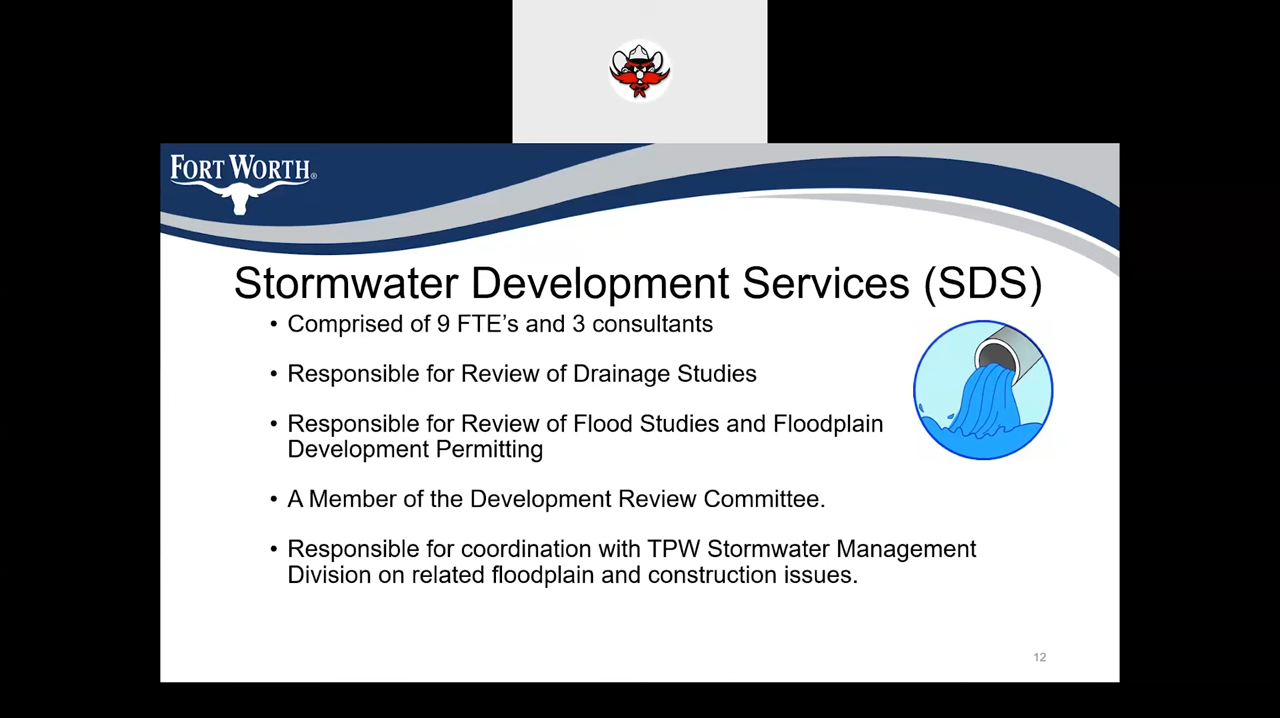 FORT WORTH®
Stormwater Development Services (SDS)
• Comprised of 9 FTE’s and 3 consultants
• Responsible for Review of Drainage Studies
• Responsible for Review of Flood Studies and Floodplain
Development Permitting
• A Member of the Development Review Committee.
• Responsible for coordination with TPW Stormwater Management
Division on related floodplain and construction issues.
12